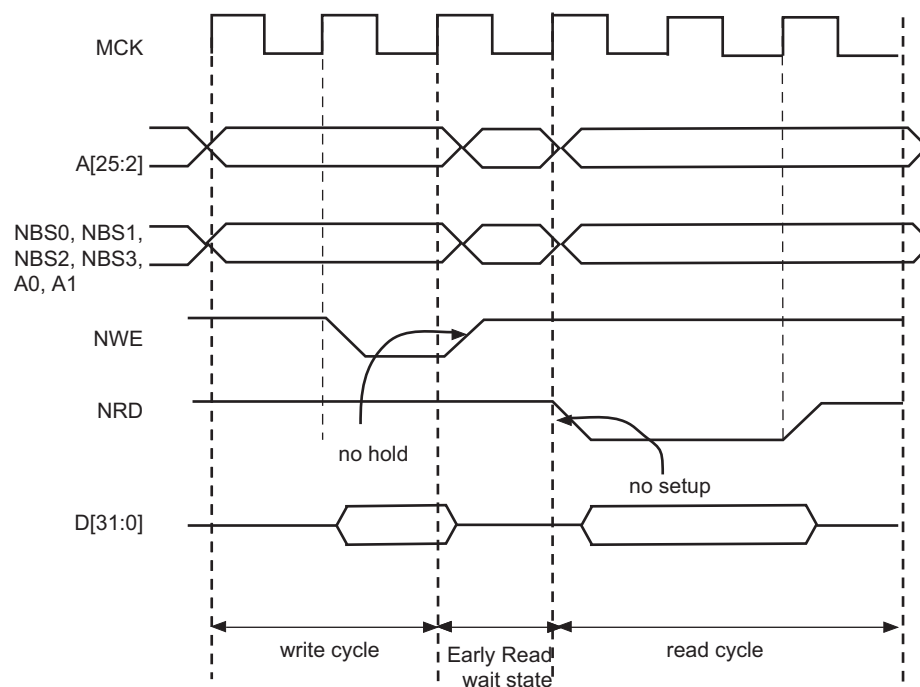 MCK
A[25:2]
NBS0, NBS1,
NBS2, NBS3,
A0, A1
NWE
NRD
no hold
no setup
D[31:0]
write cycle
Early Read
wait state
read cycle